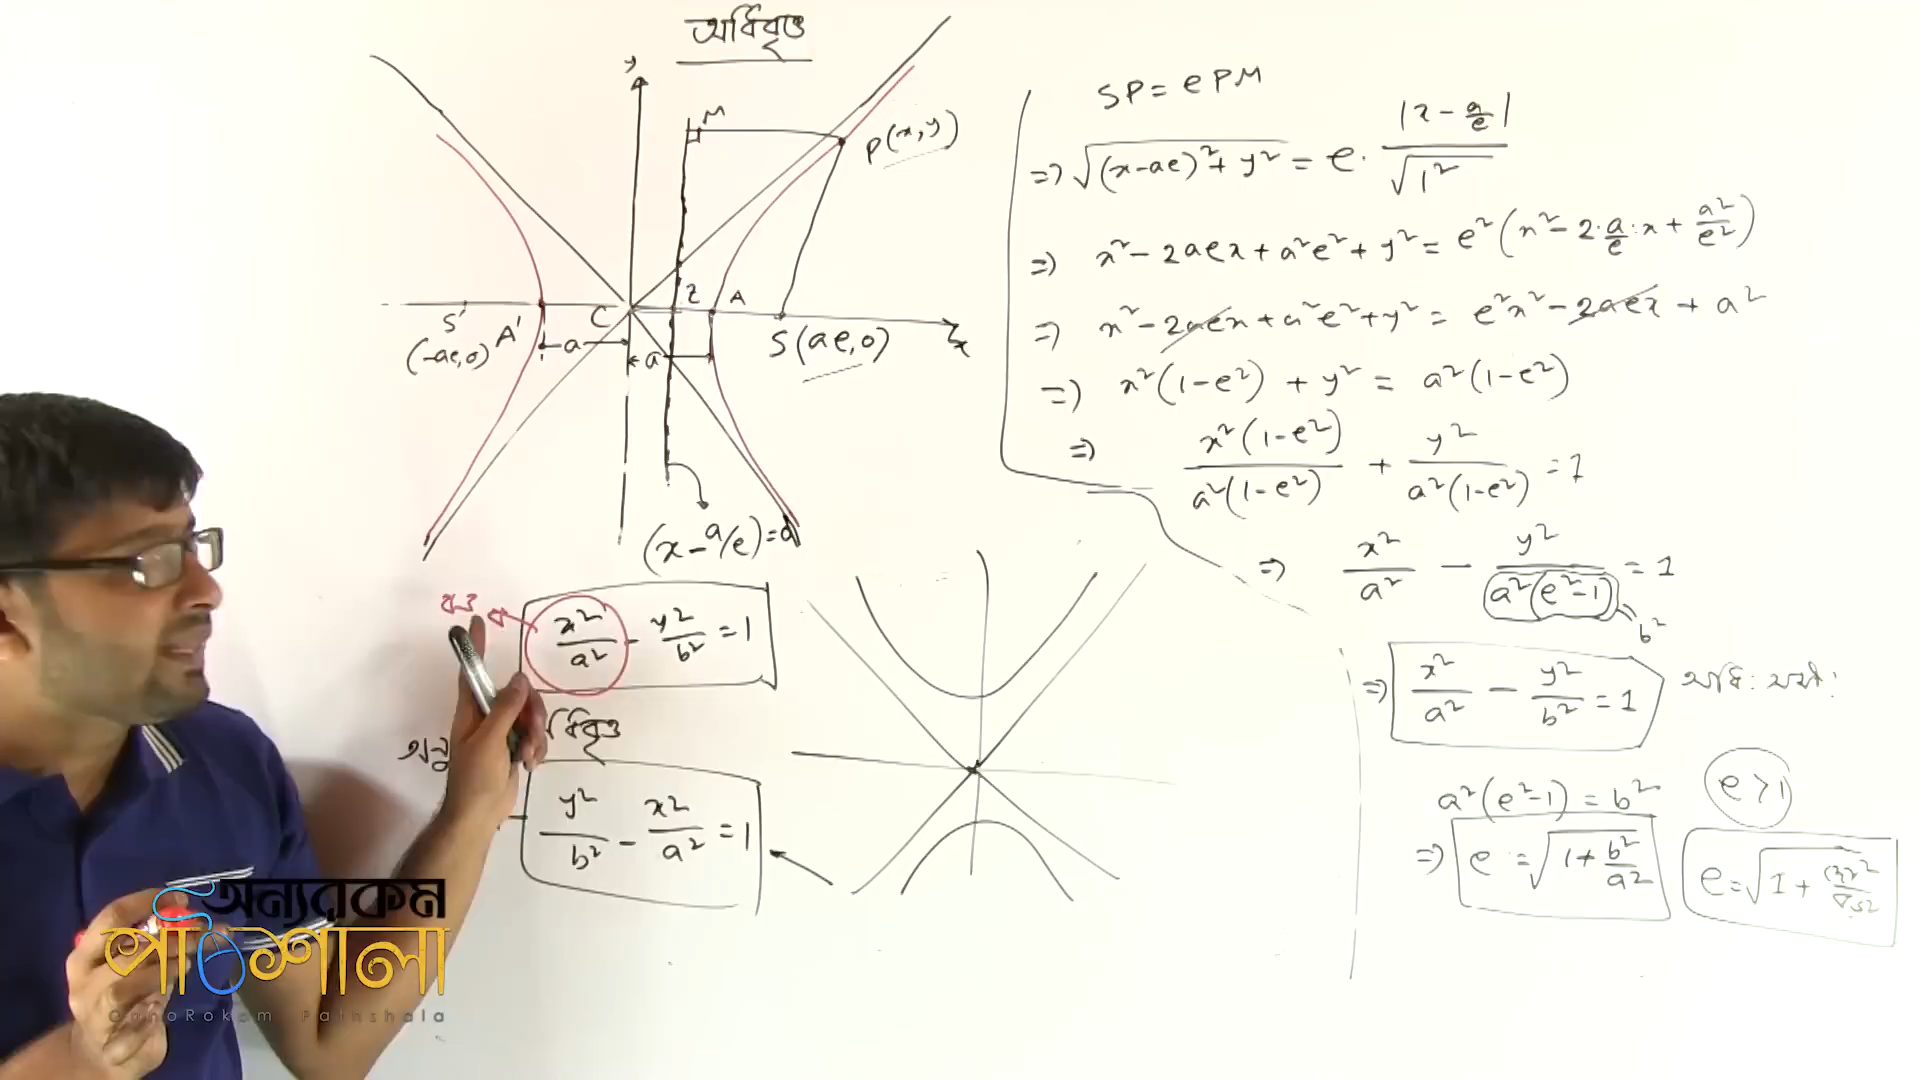 অধিবৃত্ত
y
M
P(x,y)
S'
A'
C
Z
A
x
(-ae,0)
a
a
S(ae,0)
(x-a/e)=0
x²/a² - y²/b² = 1
ধিবৃত্ত
অনু
y²/b² - x²/a² = 1
SP = ePM
⇒ √((x-ae)²+y²) = e. |x - a/e| / √(1²)
⇒ x² - 2aex + a²e² + y² = e²(x² - 2.a/e.x + a²/e²)
⇒ x² - 2aex + a²e² + y² = e²x² - 2aex + a²
⇒ x²(1-e²) + y² = a²(1-e²)
⇒ x²(1-e²)/a²(1-e²) + y²/a²(1-e²) = 1
⇒ x²/a² - y²/a²(e²-1) = 1
b²
⇒ x²/a² - y²/b² = 1
a²(e²-1) = b²
e>1
⇒ e = √(1 + b²/a²)
e = √(1 +
অন্যরকম
পাঠশালা
OnnoRokom Pathshala